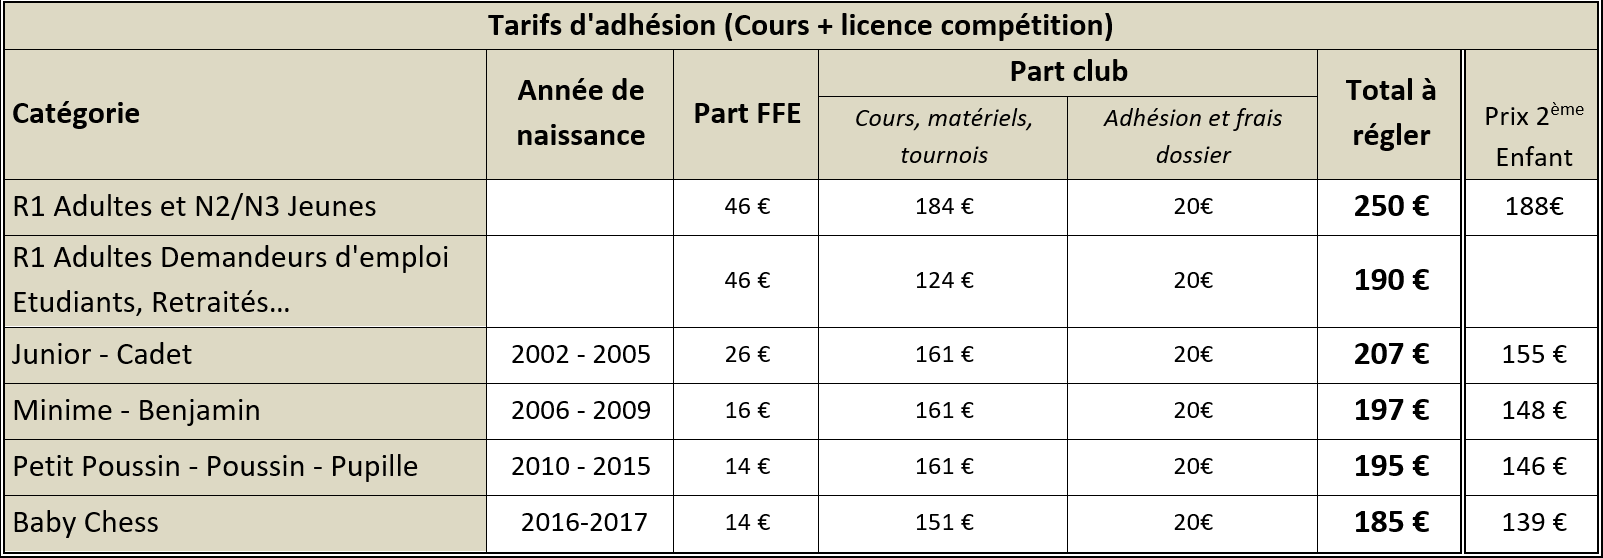 Tarifs d'adhésion (Cours + licence compétition)
Catégorie
Année de
naissance
Part FFE
Part club
Cours, matériels,
tournois
Adhésion et frais
dossier
Total à
régler
Prix 2ème
Enfant
R1 Adultes et N2/N3 Jeunes 46 € 184 € 20€ 250 € 188€
R1 Adultes Demandeurs d'emploi
Etudiants, Retraités... 46 € 124 € 20€ 190 €
Junior - Cadet 2002 - 2005 26 € 161 € 20€ 207 € 155 €
Minime - Benjamin 2006 - 2009 16 € 161 € 20€ 197 € 148 €
Petit Poussin - Poussin - Pupille 2010 - 2015 14 € 161 € 20€ 195 € 146 €
Baby Chess 2016-2017 14 € 151 € 20€ 185 € 139 €